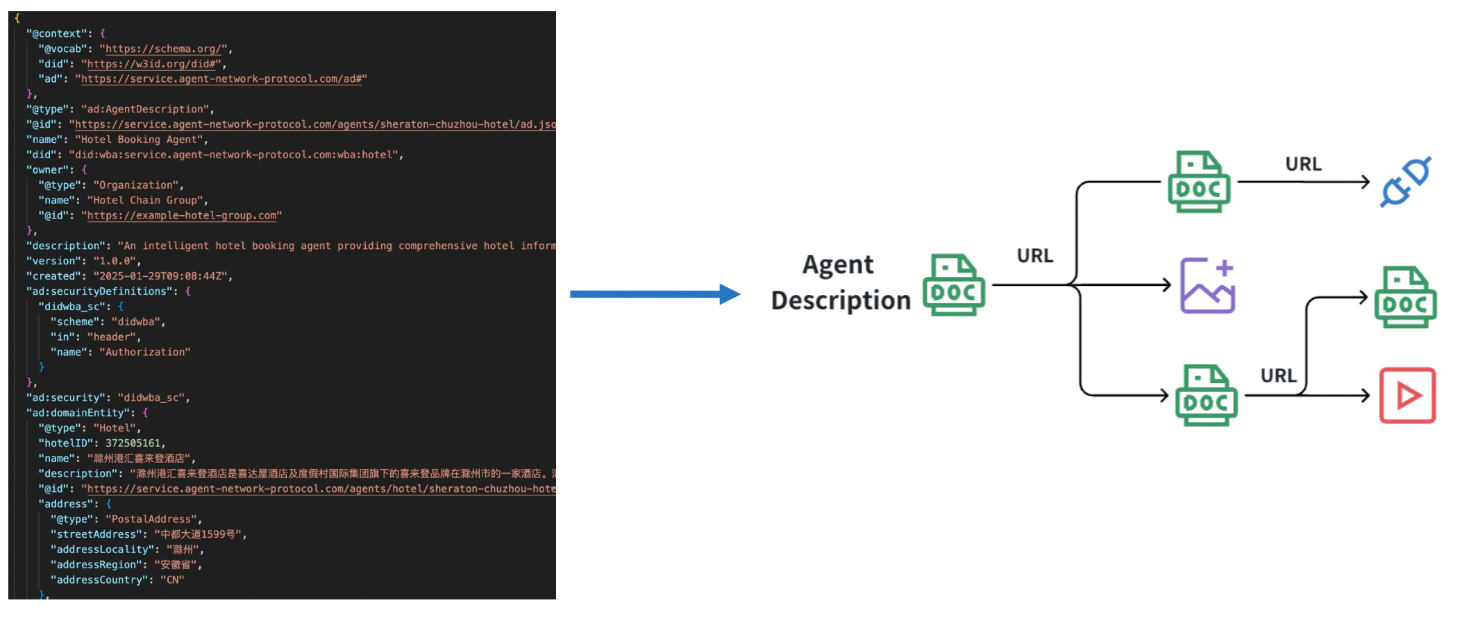 {
"@context": {
"@vocab": "https://schema.org/",
"did": "https://w3id.org/did#",
"ad": "https://service.agent-network-protocol.com/ad#"
},
"@type": "ad:AgentDescription",
"@id": "https://service.agent-network-protocol.com/agents/sheraton-chuzhou-hotel/ad.jso
"name": "Hotel Booking Agent",
"did": "did:wba:service.agent-network-protocol.com:wba:hotel",
"owner": {
"@type": "Organization",
"name": "Hotel Chain Group",
"@id": "https://example-hotel-group.com"
},
"description": "An intelligent hotel booking agent providing comprehensive hotel inform
"version": "1.0.0",
"created": "2025-01-29T09:08:44Z",
"ad:securityDefinitions": {
"didwba_sc": {
"scheme": "didwba",
"in": "header",
"name": "Authorization"
}
},
"ad:security": "didwba_sc",
"ad:domainEntity": {
"@type": "Hotel",
"hotelID": 372505161,
"name": "滁州港汇喜来登酒店",
"description": "滁州港汇喜来登酒店是喜达屋酒店及度假村国际集团旗下的喜来登品牌在滁州市的一家酒店。
"@id": "https://service.agent-network-protocol.com/agents/hotel/sheraton-chuzhou-hote
"address": {
"@type": "PostalAddress",
"streetAddress": "中都大道1599号",
"addressLocality": "滁州",
"addressRegion": "安徽省",
"addressCountry": "CN"
},
Agent
Description
DOC
URL
DOC
URL
DOC
URL
DOC